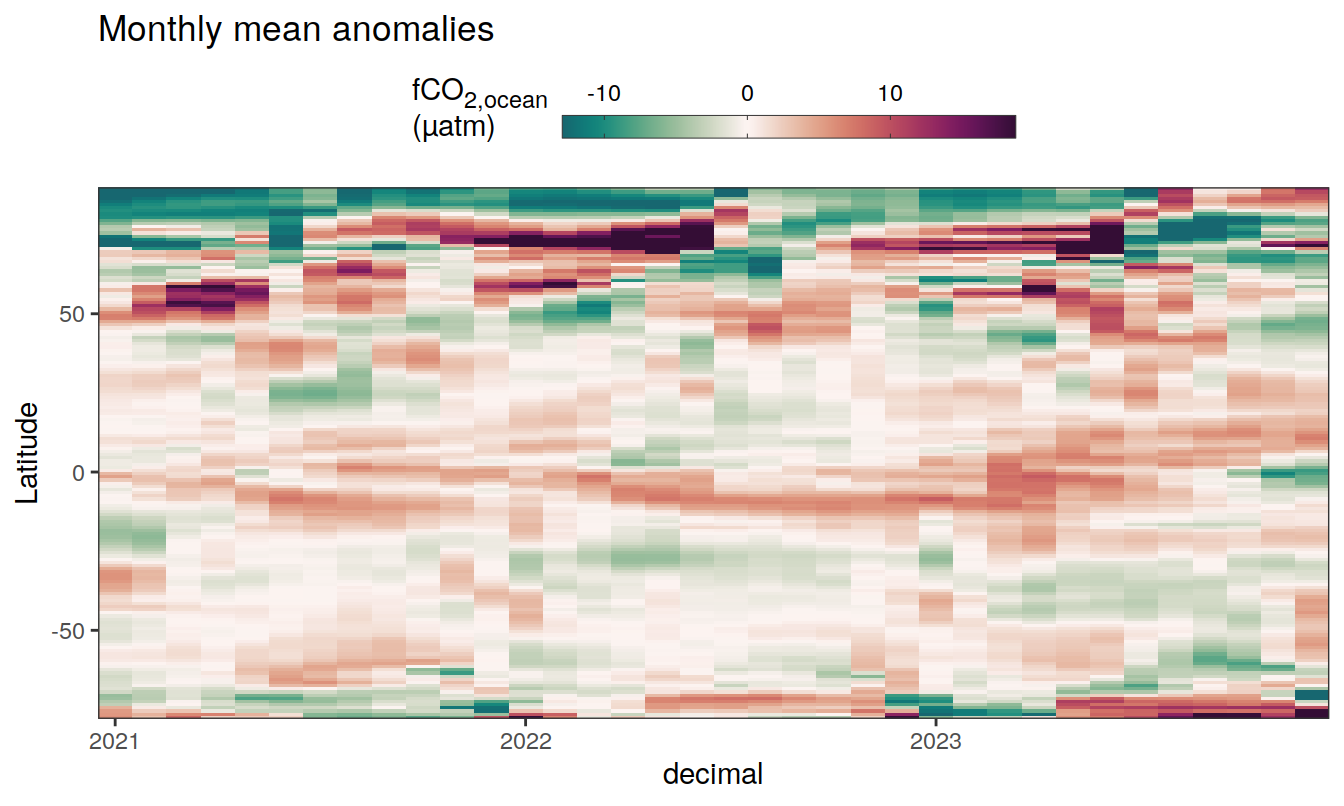 Monthly mean anomalies
fCO2,ocean
(µatm)
-10 0 10
Latitude
50
0
-50
2021 2022 2023
decimal